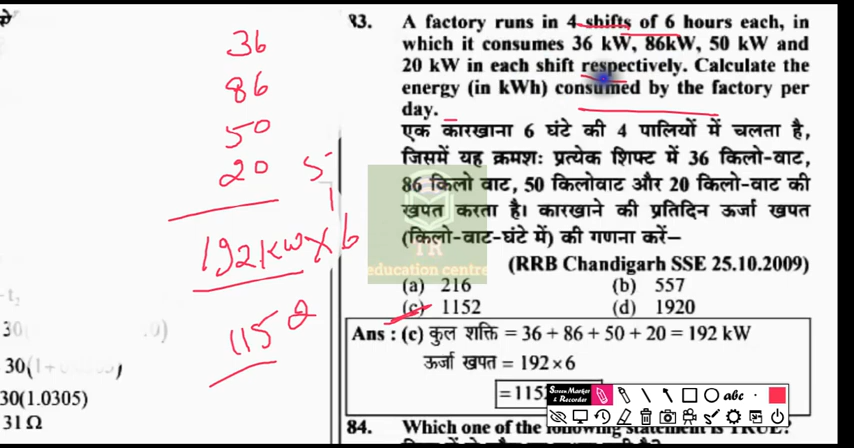 36
86
50
20
192 kw × 6
1152
30(1.0305)
31 Ω
83. A factory runs in 4 shifts of 6 hours each, in
which it consumes 36 kW, 86kW, 50 kW and
20 kW in each shift respectively. Calculate the
energy (in kWh) consumed by the factory per
day.
एक कारखाना 6 घंटे की 4 पालियों में चलता है,
जिसमें यह क्रमशः प्रत्येक शिफ्ट में 36 किलो-वाट,
86 किलो वाट, 50 किलोवाट और 20 किलो-वाट की
खपत करता है। कारखाने की प्रतिदिन ऊर्जा खपत
(किलो-वाट-घंटे में) की गणना करें–
TR
education centre
(RRB Chandigarh SSE 25.10.2009)
(a) 216 (b) 557
(c) 1152 (d) 1920
Ans : (c) कुल शक्ति = 36 + 86 + 50 + 20 = 192 kW
ऊर्जा खपत = 192 × 6
Screen Marker
& Recorder
abc
84. Which one of the following statement is TRUE?